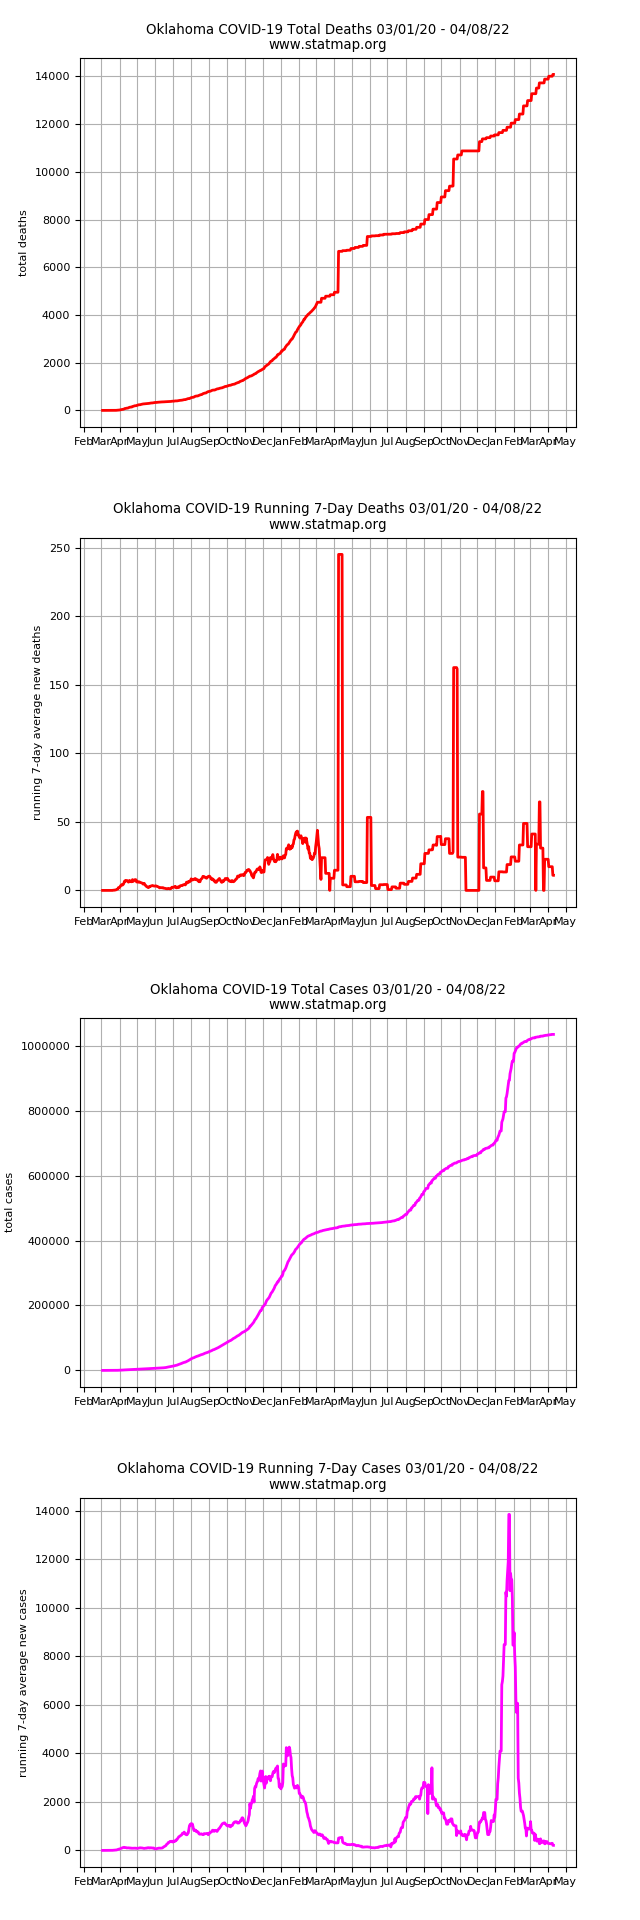 Oklahoma COVID-19 Total Deaths 03/01/20 - 04/08/22
www.statmap.org
14000
12000
10000
8000
6000
4000
2000
0
total deaths
Feb Mar Apr May Jun Jul Aug Sep Oct Nov Dec Jan Feb Mar Apr May Jun Jul Aug Sep Oct Nov Dec Jan Feb Mar Apr May
Oklahoma COVID-19 Running 7-Day Deaths 03/01/20 - 04/08/22
www.statmap.org
250
200
150
100
50
0
running 7-day average new deaths
Feb Mar Apr May Jun Jul Aug Sep Oct Nov Dec Jan Feb Mar Apr May Jun Jul Aug Sep Oct Nov Dec Jan Feb Mar Apr May
Oklahoma COVID-19 Total Cases 03/01/20 - 04/08/22
www.statmap.org
1000000
800000
600000
400000
200000
0
total cases
Feb Mar Apr May Jun Jul Aug Sep Oct Nov Dec Jan Feb Mar Apr May Jun Jul Aug Sep Oct Nov Dec Jan Feb Mar Apr May
Oklahoma COVID-19 Running 7-Day Cases 03/01/20 - 04/08/22
www.statmap.org
14000
12000
10000
8000
6000
4000
2000
0
running 7-day average new cases
Feb Mar Apr May Jun Jul Aug Sep Oct Nov Dec Jan Feb Mar Apr May Jun Jul Aug Sep Oct Nov Dec Jan Feb Mar Apr May